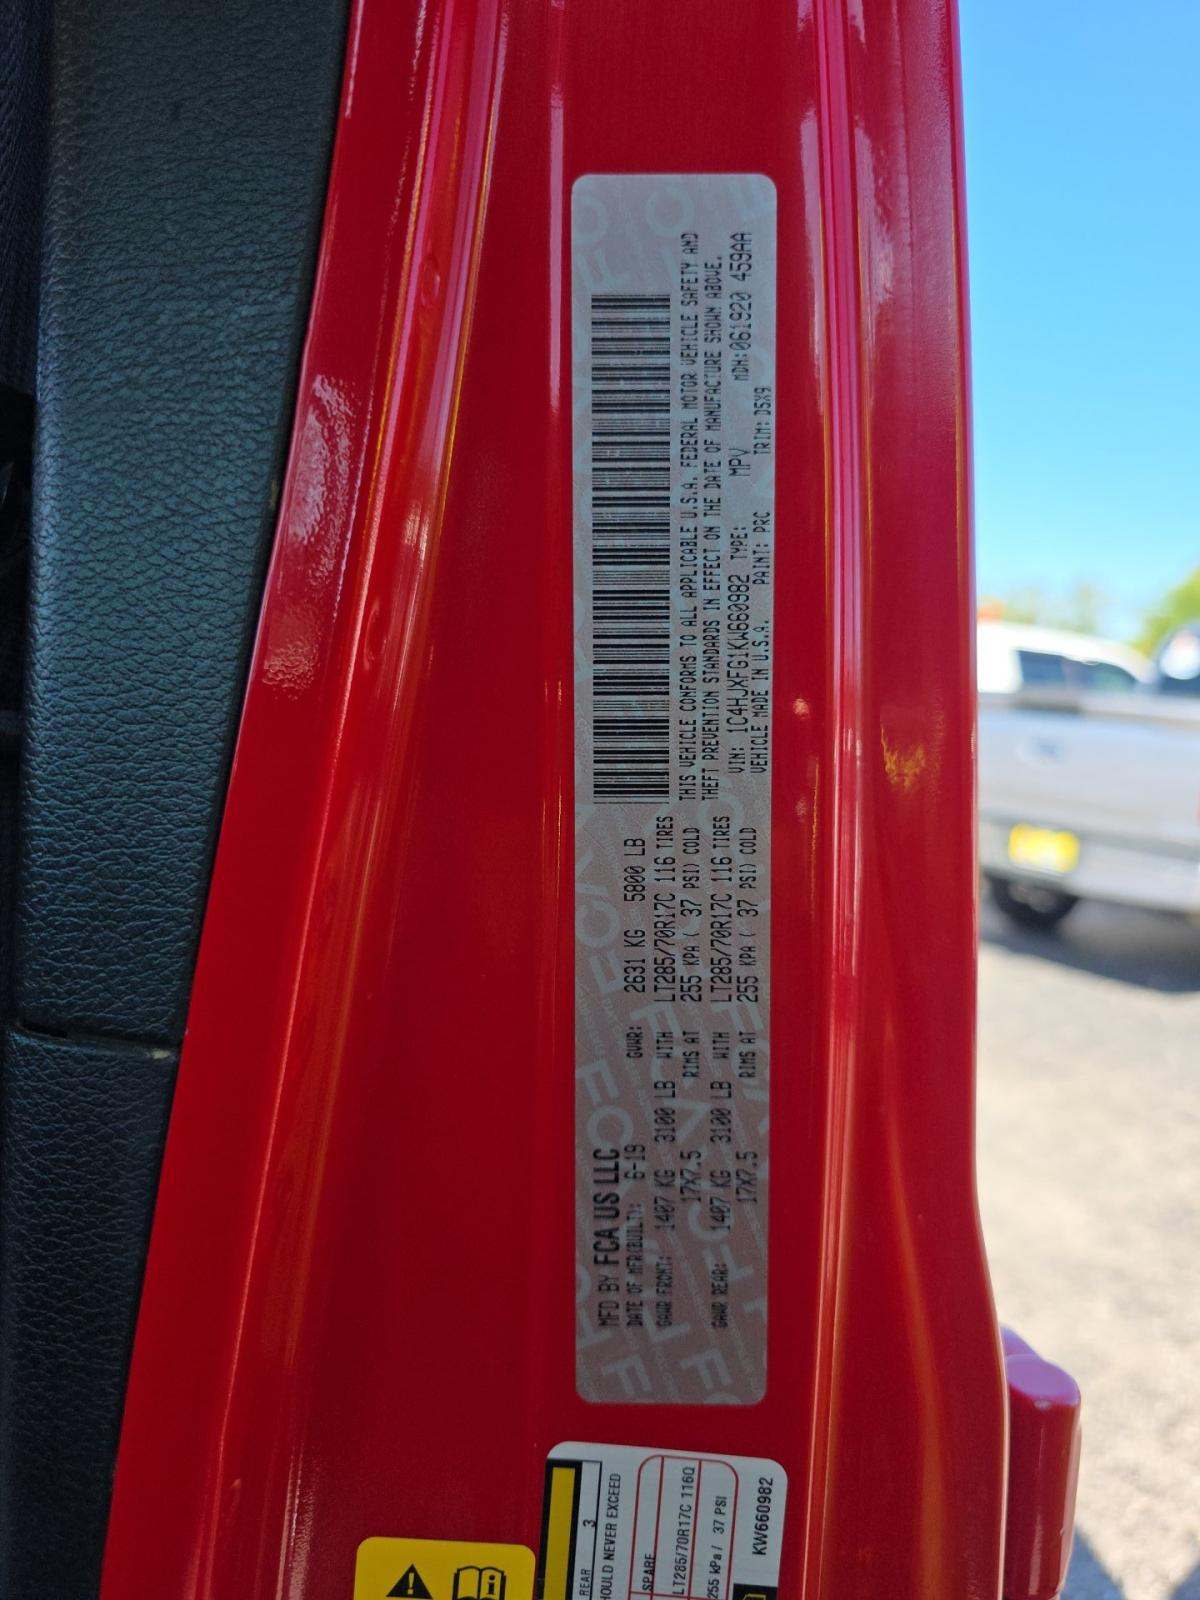 MFD BY FCA US LLC
DATE OF MFR(BUILT): 6-19 GVWR: 2631 KG 5800 LB
GAWR FRONT: 1407 KG 3100 LB WITH LT285/70R17C 116 TIRES
17X7.5 RIMS AT 255 KPA ( 37 PSI) COLD
GAWR REAR: 1407 KG 3100 LB WITH LT285/70R17C 116 TIRES
17X7.5 RIMS AT 255 KPA ( 37 PSI) COLD
THIS VEHICLE CONFORMS TO ALL APPLICABLE U.S.A. FEDERAL MOTOR VEHICLE SAFETY AND
THEFT PREVENTION STANDARDS IN EFFECT ON THE DATE OF MANUFACTURE SHOWN ABOVE.
VIN: 1C4HJXFG1KW660982 TYPE: MPV MDH:061920 459AA
VEHICLE MADE IN U.S.A. PAINT: PRC TRIM: D5X9
REAR 3
HOULD NEVER EXCEED
SPARE
LT285/70R17C 116Q
255 kPa / 37 PSI
KW660982